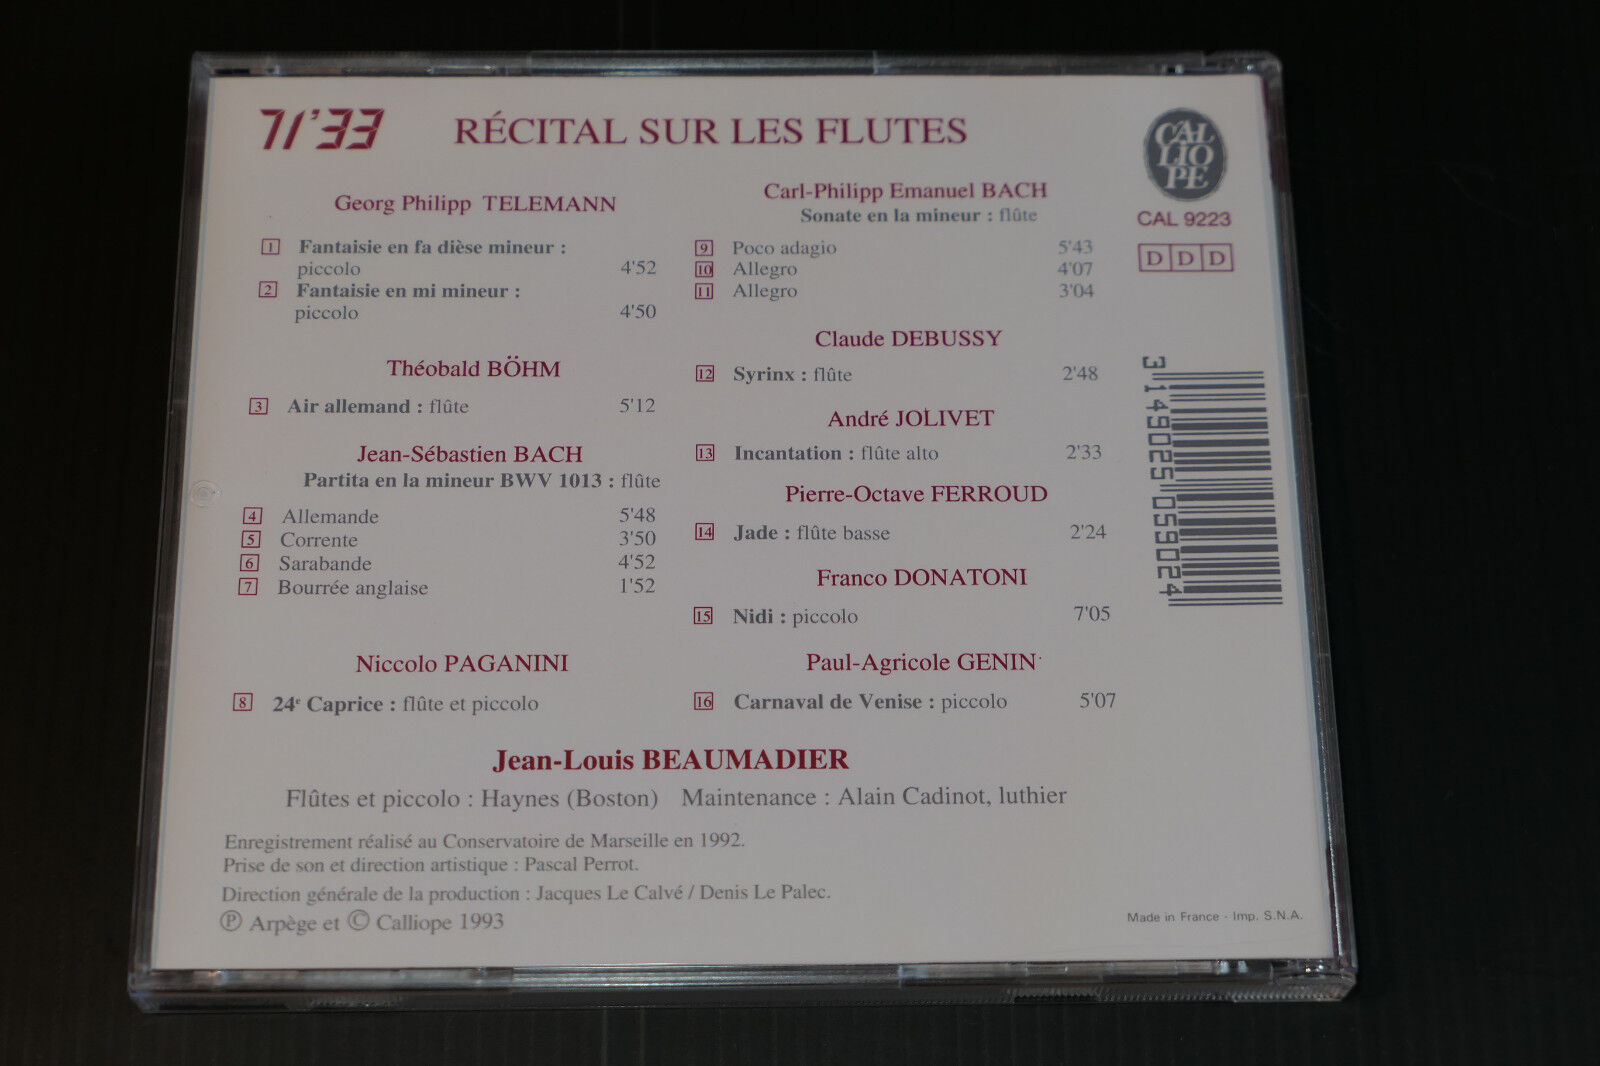 71'33
RÉCITAL SUR LES FLUTES
CALLIOPE
CAL 9223
D D D
Georg Philipp TELEMANN
1 Fantaisie en fa dièse mineur :
piccolo 4'52
2 Fantaisie en mi mineur :
piccolo 4'50
Théobald BÖHM
3 Air allemand : flûte 5'12
Jean-Sébastien BACH
Partita en la mineur BWV 1013 : flûte
4 Allemande 5'48
5 Corrente 3'50
6 Sarabande 4'52
7 Bourrée anglaise 1'52
Niccolo PAGANINI
8 24e Caprice : flûte et piccolo
Carl-Philipp Emanuel BACH
Sonate en la mineur : flûte
9 Poco adagio 5'43
10 Allegro 4'07
11 Allegro 3'04
Claude DEBUSSY
12 Syrinx : flûte 2'48
André JOLIVET
13 Incantation : flûte alto 2'33
Pierre-Octave FERROUD
14 Jade : flûte basse 2'24
Franco DONATONI
15 Nidi : piccolo 7'05
Paul-Agricole GENIN
16 Carnaval de Venise : piccolo 5'07
3 149025 059024
Jean-Louis BEAUMADIER
Flûtes et piccolo : Haynes (Boston) Maintenance : Alain Cadinot, luthier
Enregistrement réalisé au Conservatoire de Marseille en 1992.
Prise de son et direction artistique : Pascal Perrot.
Direction générale de la production : Jacques Le Calvé / Denis Le Palec.
Ⓟ Arpège et © Calliope 1993
Made in France - Imp. S.N.A.